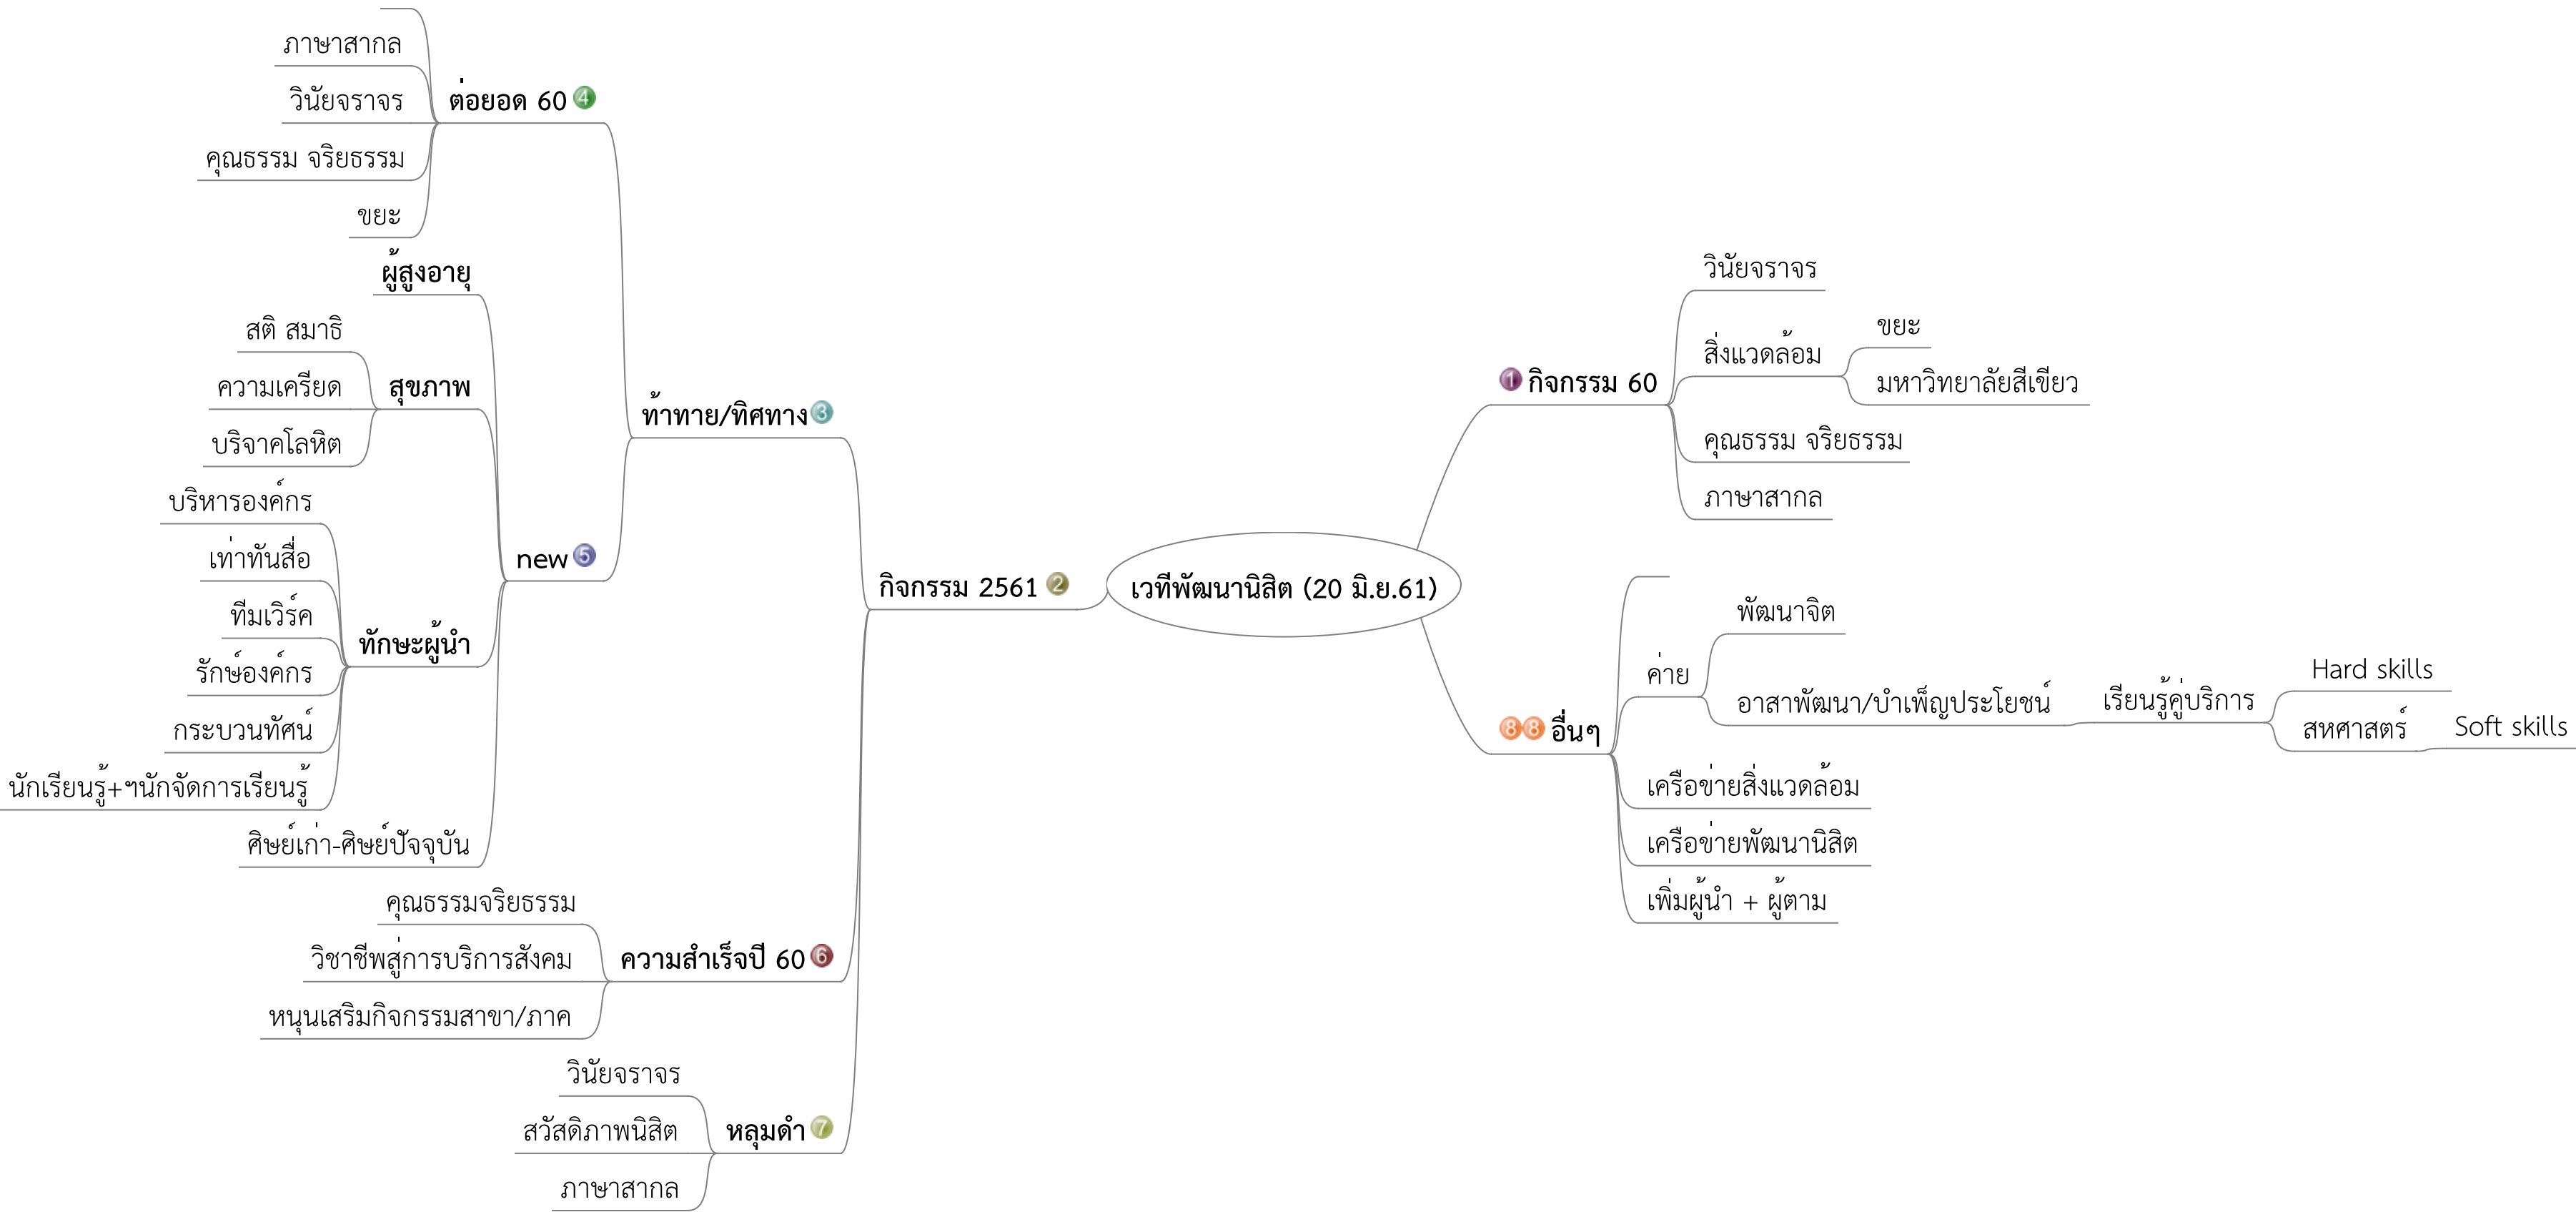 เวทีพัฒนานิสิต (20 มิ.ย.61)
1 กิจกรรม 60
วินัยจราจร
สิ่งแวดล้อม
ขยะ
มหาวิทยาลัยสีเขียว
คุณธรรม จริยธรรม
ภาษาสากล
8 8 อื่นๆ
ค่าย
พัฒนาจิต
อาสาพัฒนา/บำเพ็ญประโยชน์
เรียนรู้คู่บริการ
Hard skills
สหศาสตร์
Soft skills
เครือข่ายสิ่งแวดล้อม
เครือข่ายพัฒนานิสิต
เพิ่มผู้นำ + ผู้ตาม
กิจกรรม 2561 2
ท้าทาย/ทิศทาง 3
ต่อยอด 60 4
ภาษาสากล
วินัยจราจร
คุณธรรม จริยธรรม
ขยะ
new 5
ผู้สูงอายุ
สุขภาพ
สติ สมาธิ
ความเครียด
บริจาคโลหิต
ทักษะผู้นำ
บริหารองค์กร
เท่าทันสื่อ
ทีมเวิร์ค
รักษ์องค์กร
กระบวนทัศน์
นักเรียนรู้+ฯนักจัดการเรียนรู้
ศิษย์เก่า-ศิษย์ปัจจุบัน
ความสำเร็จปี 60 6
คุณธรรมจริยธรรม
วิชาชีพสู่การบริการสังคม
หนุนเสริมกิจกรรมสาขา/ภาค
หลุมดำ 7
วินัยจราจร
สวัสดิภาพนิสิต
ภาษาสากล